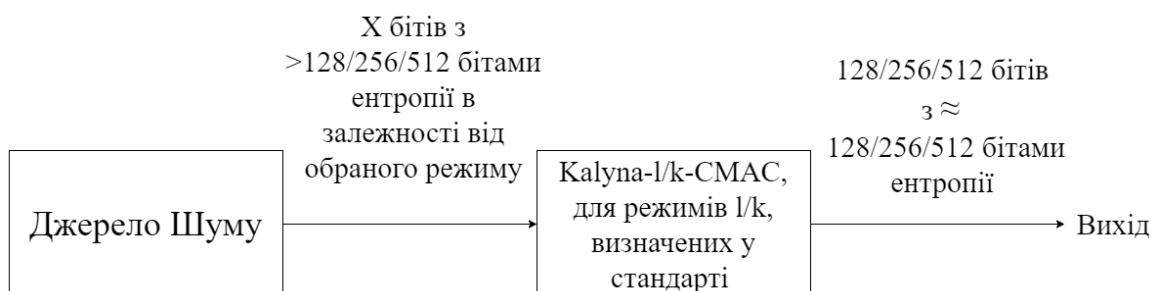 Джерело Шуму
X бітів з
>128/256/512 бітами
ентропії в
залежності від
обраного режиму
Kalyna-l/k-CMAC,
для режимів l/k,
визначених у
стандарті
128/256/512 бітів
з ≈
128/256/512 бітами
ентропії
Вихід